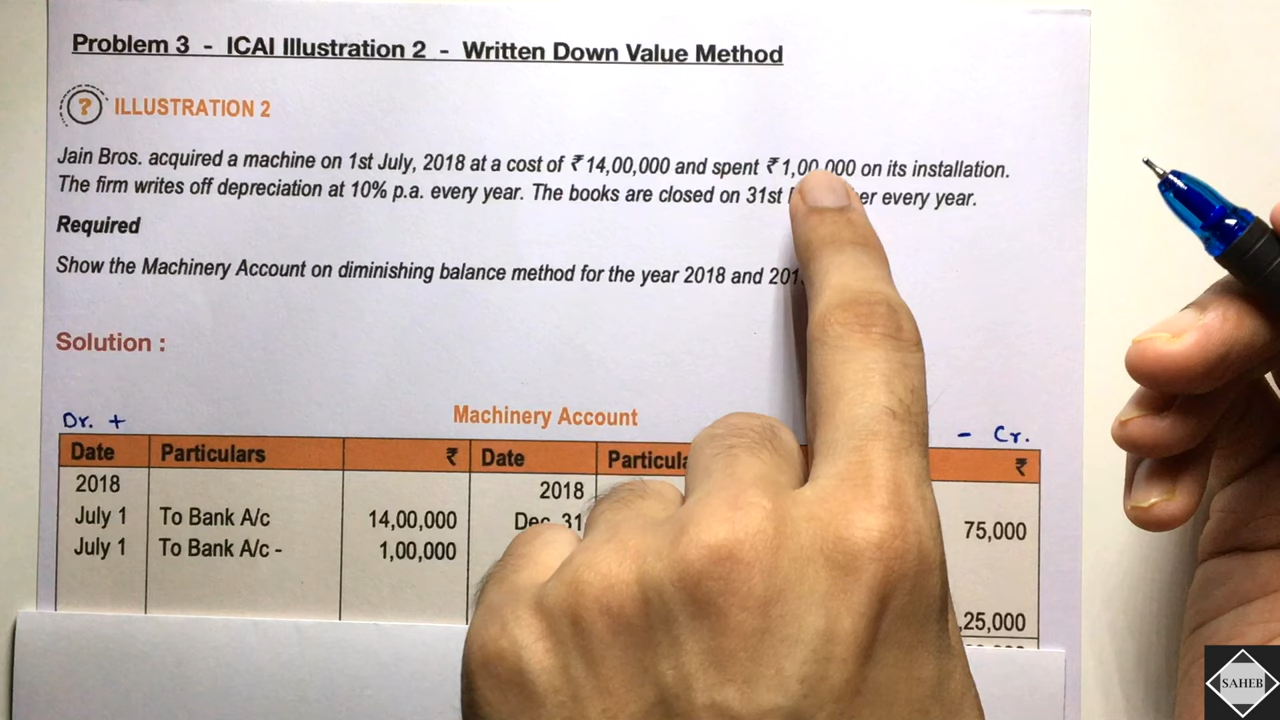 Problem 3 - ICAI Illustration 2 - Written Down Value Method
? ILLUSTRATION 2
Jain Bros. acquired a machine on 1st July, 2018 at a cost of ₹ 14,00,000 and spent ₹ 1,00,000 on its installation.
The firm writes off depreciation at 10% p.a. every year. The books are closed on 31st every year.
Required
Show the Machinery Account on diminishing balance method for the year 2018 and
Solution :
Machinery Account
Dr. + - Cr.
Date Particulars ₹ Date ₹
2018 2018
July 1 To Bank A/c 14,00,000 Dec. 31 75,000
July 1 To Bank A/c - 1,00,000
,25,000
SAHEB